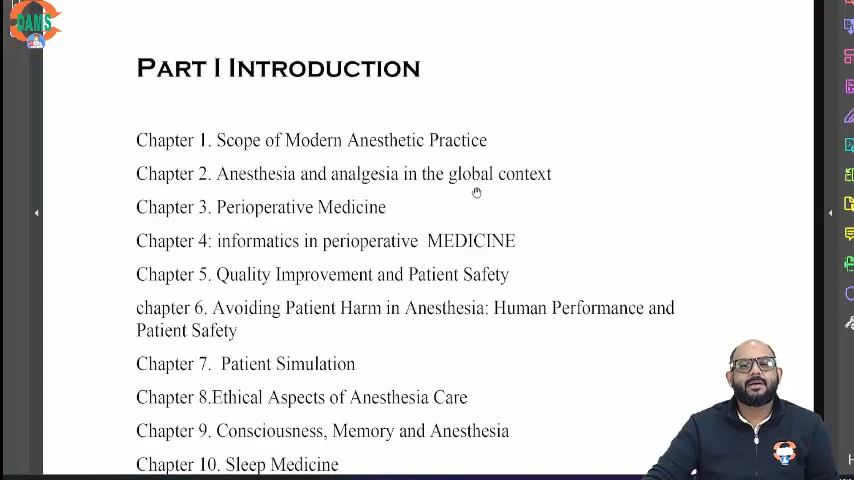 DAMS
PART I INTRODUCTION
Chapter 1. Scope of Modern Anesthetic Practice
Chapter 2. Anesthesia and analgesia in the global context
Chapter 3. Perioperative Medicine
Chapter 4: informatics in perioperative MEDICINE
Chapter 5. Quality Improvement and Patient Safety
chapter 6. Avoiding Patient Harm in Anesthesia: Human Performance and
Patient Safety
Chapter 7. Patient Simulation
Chapter 8.Ethical Aspects of Anesthesia Care
Chapter 9. Consciousness, Memory and Anesthesia
Chapter 10. Sleep Medicine